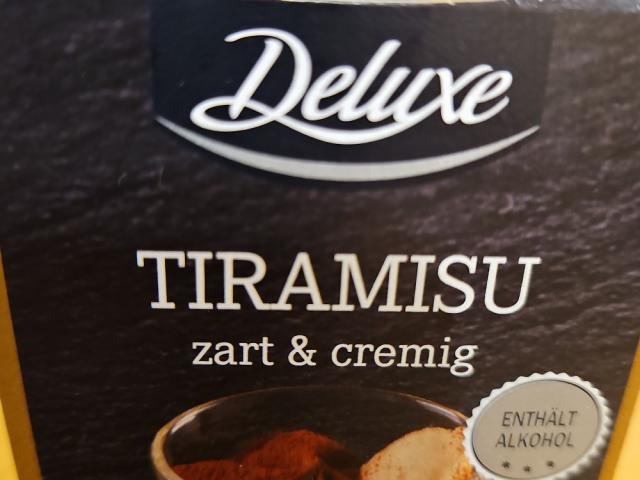 Deluxe
TIRAMISU
zart & cremig
ENTHÄLT
ALKOHOL